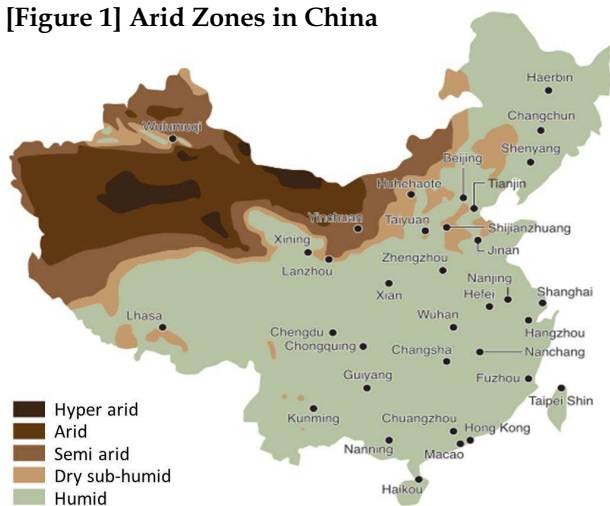 [Figure 1] Arid Zones in China
Haerbin
Changchun
Wulumuqi
Shenyang
Beijing
Tianjin
Huhehaote
Yinchuan
Taiyuan
Shijianzhuang
Xining
Jinan
Lanzhou
Zhengzhou
Xian
Nanjing
Hefei
Shanghai
Lhasa
Wuhan
Chengdu
Hangzhou
Chongquing
Changsha
Nanchang
Guiyang
Fuzhou
Taipei Shin
Kunming
Chuangzhou
Hong Kong
Nanning
Macao
Haikou
Hyper arid
Arid
Semi arid
Dry sub-humid
Humid